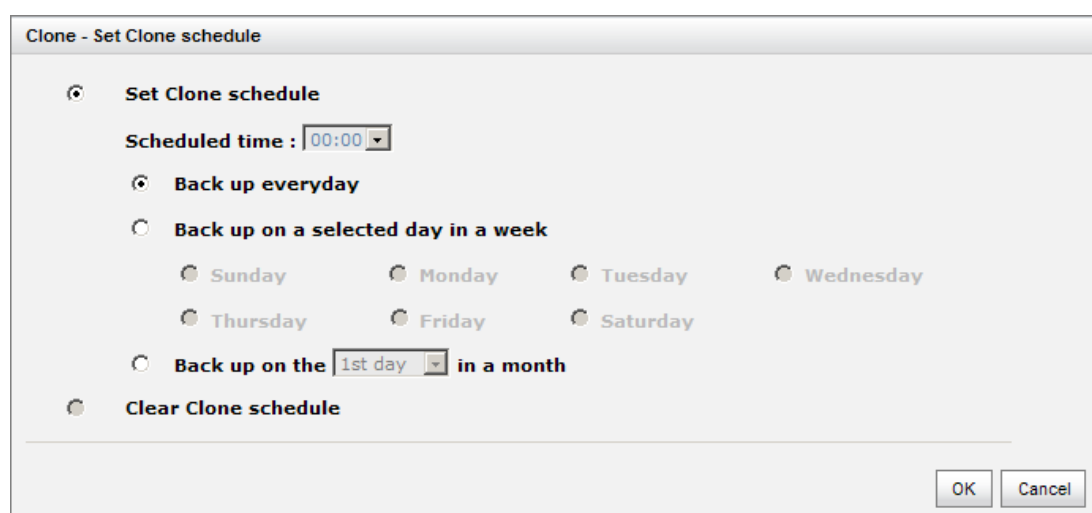 Clone - Set Clone schedule
Set Clone schedule
Scheduled time : 00:00
Back up everyday
Back up on a selected day in a week
Sunday Monday Tuesday Wednesday
Thursday Friday Saturday
Back up on the 1st day in a month
Clear Clone schedule
OK Cancel